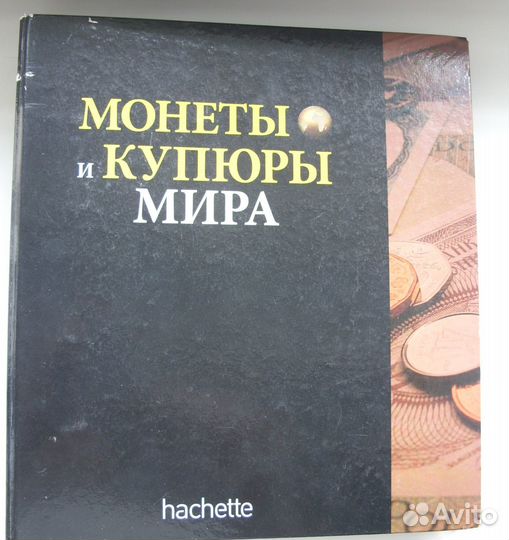 МОНЕТЫ
и КУПЮРЫ
МИРА
hachette
Avito